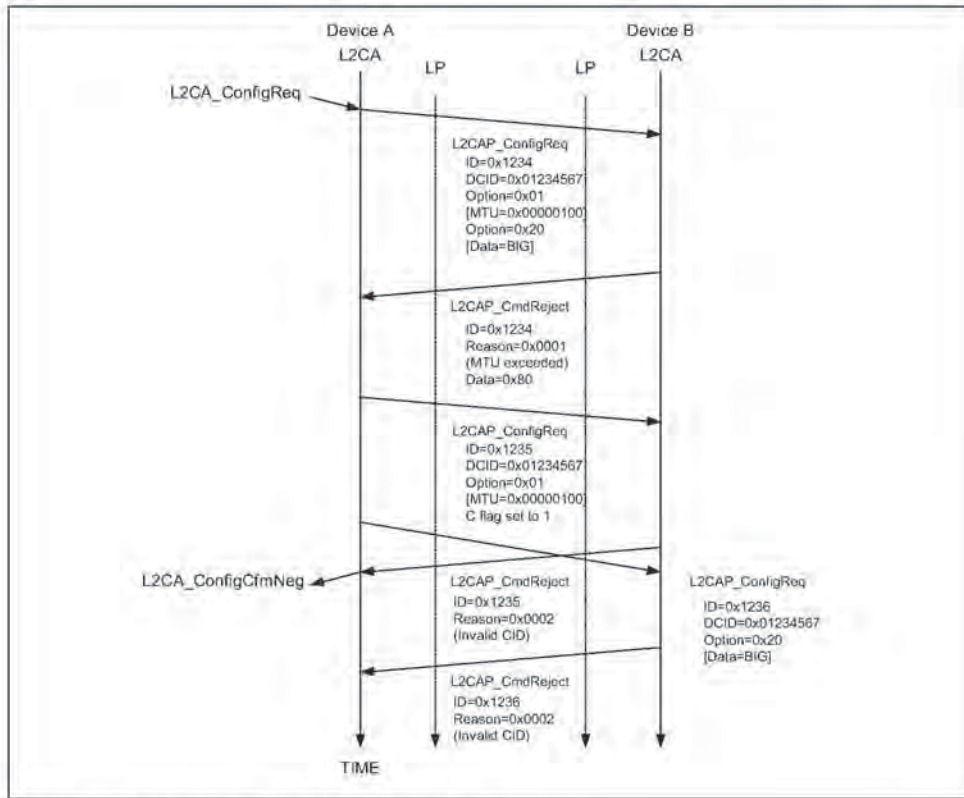 Device A
L2CA
LP
LP
Device B
L2CA
L2CA_ConfigReq
L2CAP_ConfigReq
ID=0x1234
DCID=0x01234567
Option=0x01
[MTU=0x00000100]
Option=0x20
[Data=BIG]
L2CAP_CmdReject
ID=0x1234
Reason=0x0001
(MTU exceeded)
Data=0x80
L2CAP_ConfigReq
ID=0x1235
DCID=0x01234567
Option=0x01
[MTU=0x00000100]
C flag set to 1
L2CA_ConfigCfmNeg
L2CAP_CmdReject
ID=0x1235
Reason=0x0002
(Invalid CID)
L2CAP_ConfigReq
ID=0x1236
DCID=0x01234567
Option=0x20
[Data=BIG]
L2CAP_CmdReject
ID=0x1236
Reason=0x0002
(Invalid CID)
TIME